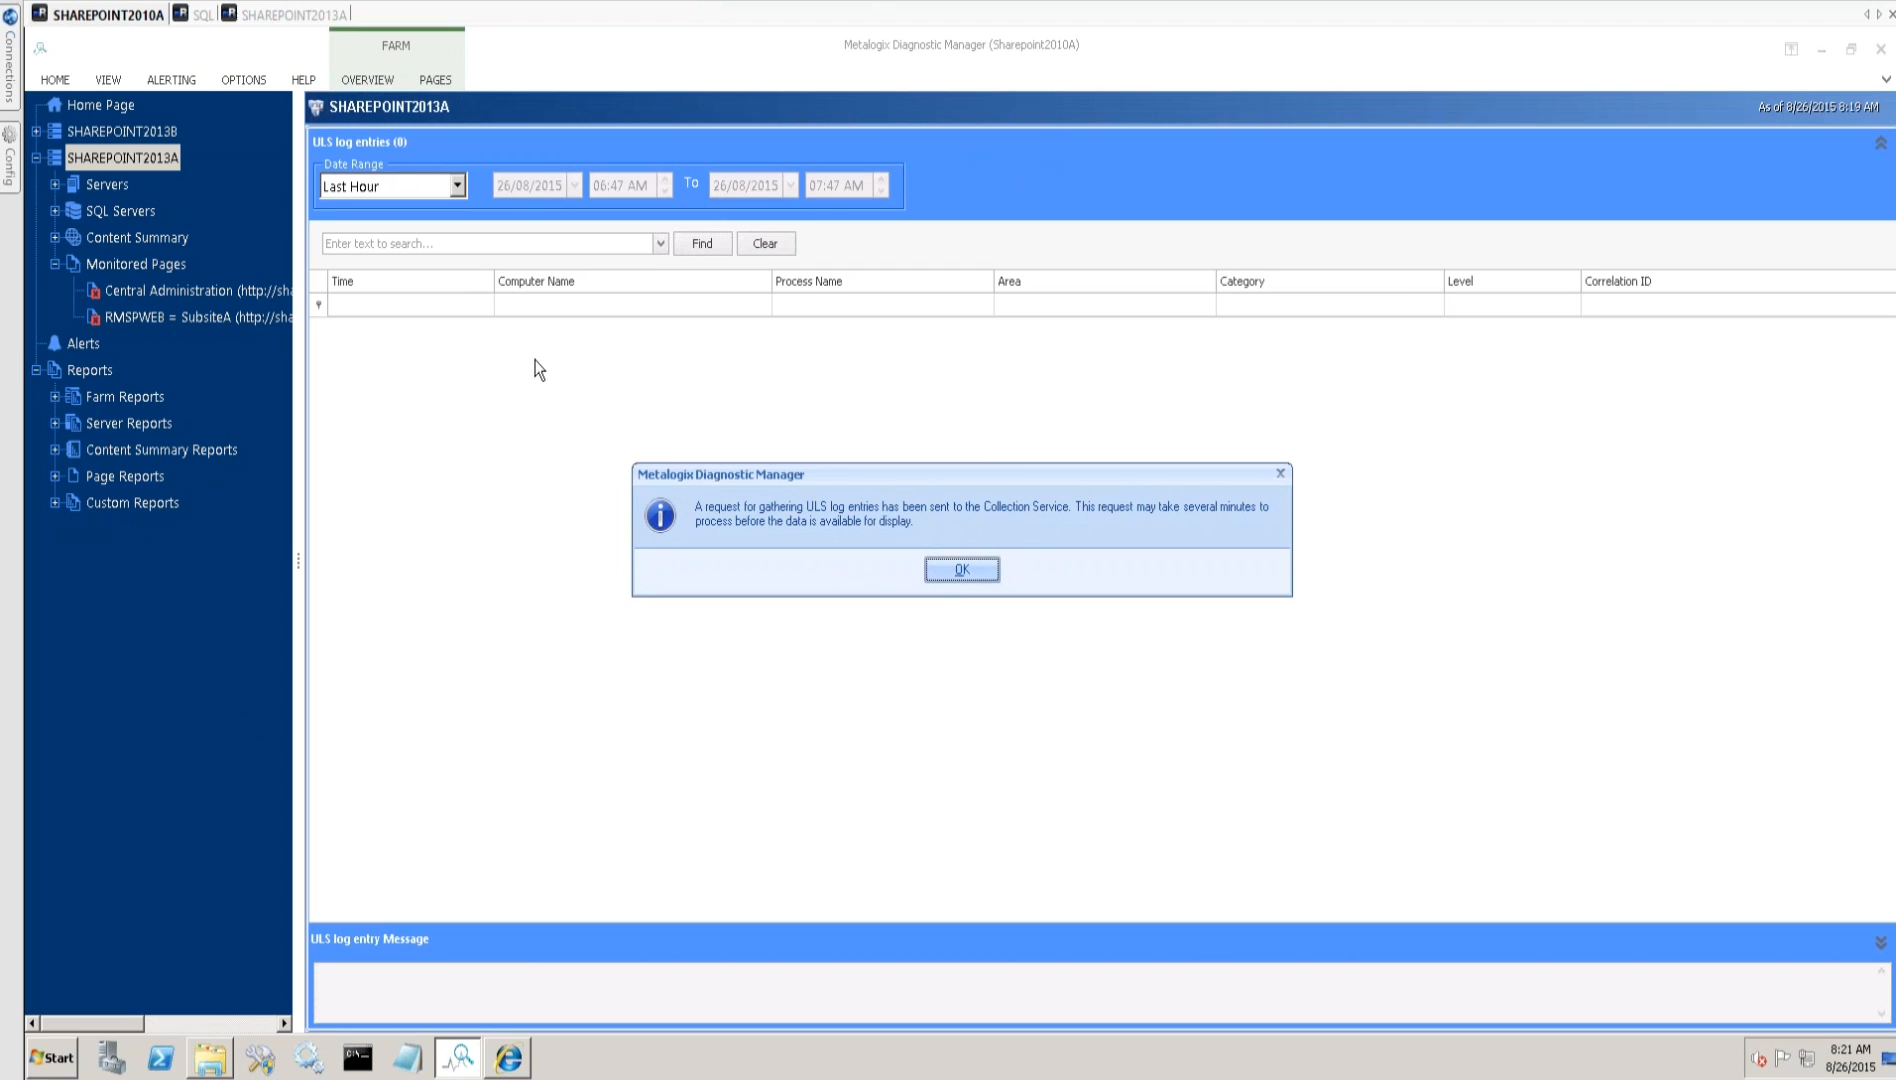 SHAREPOINT2010A SQL SHAREPOINT2013A
Connections
Config
FARM
Metalogix Diagnostic Manager (Sharepoint2010A)
HOME VIEW ALERTING OPTIONS HELP OVERVIEW PAGES
Home Page
SHAREPOINT2013B
SHAREPOINT2013A
Servers
SQL Servers
Content Summary
Monitored Pages
Central Administration (http://sha
RMSPWEB = SubsiteA (http://sha
Alerts
Reports
Farm Reports
Server Reports
Content Summary Reports
Page Reports
Custom Reports
SHAREPOINT2013A
As of 8/26/2015 8:19 AM
ULS log entries (0)
Date Range
Last Hour 26/08/2015 06:47 AM To 26/08/2015 07:47 AM
Enter text to search... Find Clear
Time Computer Name Process Name Area Category Level Correlation ID
Metalogix Diagnostic Manager
A request for gathering ULS log entries has been sent to the Collection Service. This request may take several minutes to
process before the data is available for display.
OK
ULS log entry Message
Start
C:\
8:21 AM
8/26/2015